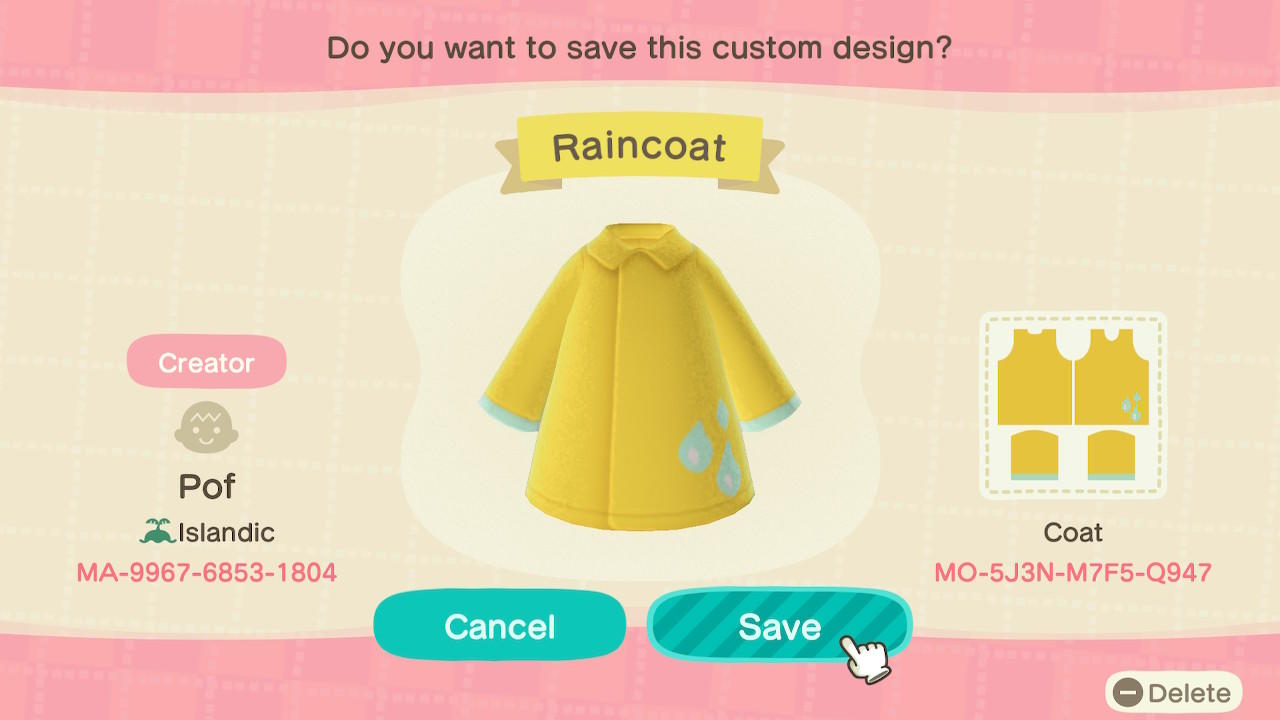 Do you want to save this custom design?
Raincoat
Creator
Pof
Islandic
MA-9967-6853-1804
Coat
MO-5J3N-M7F5-Q947
Cancel
Save
Delete